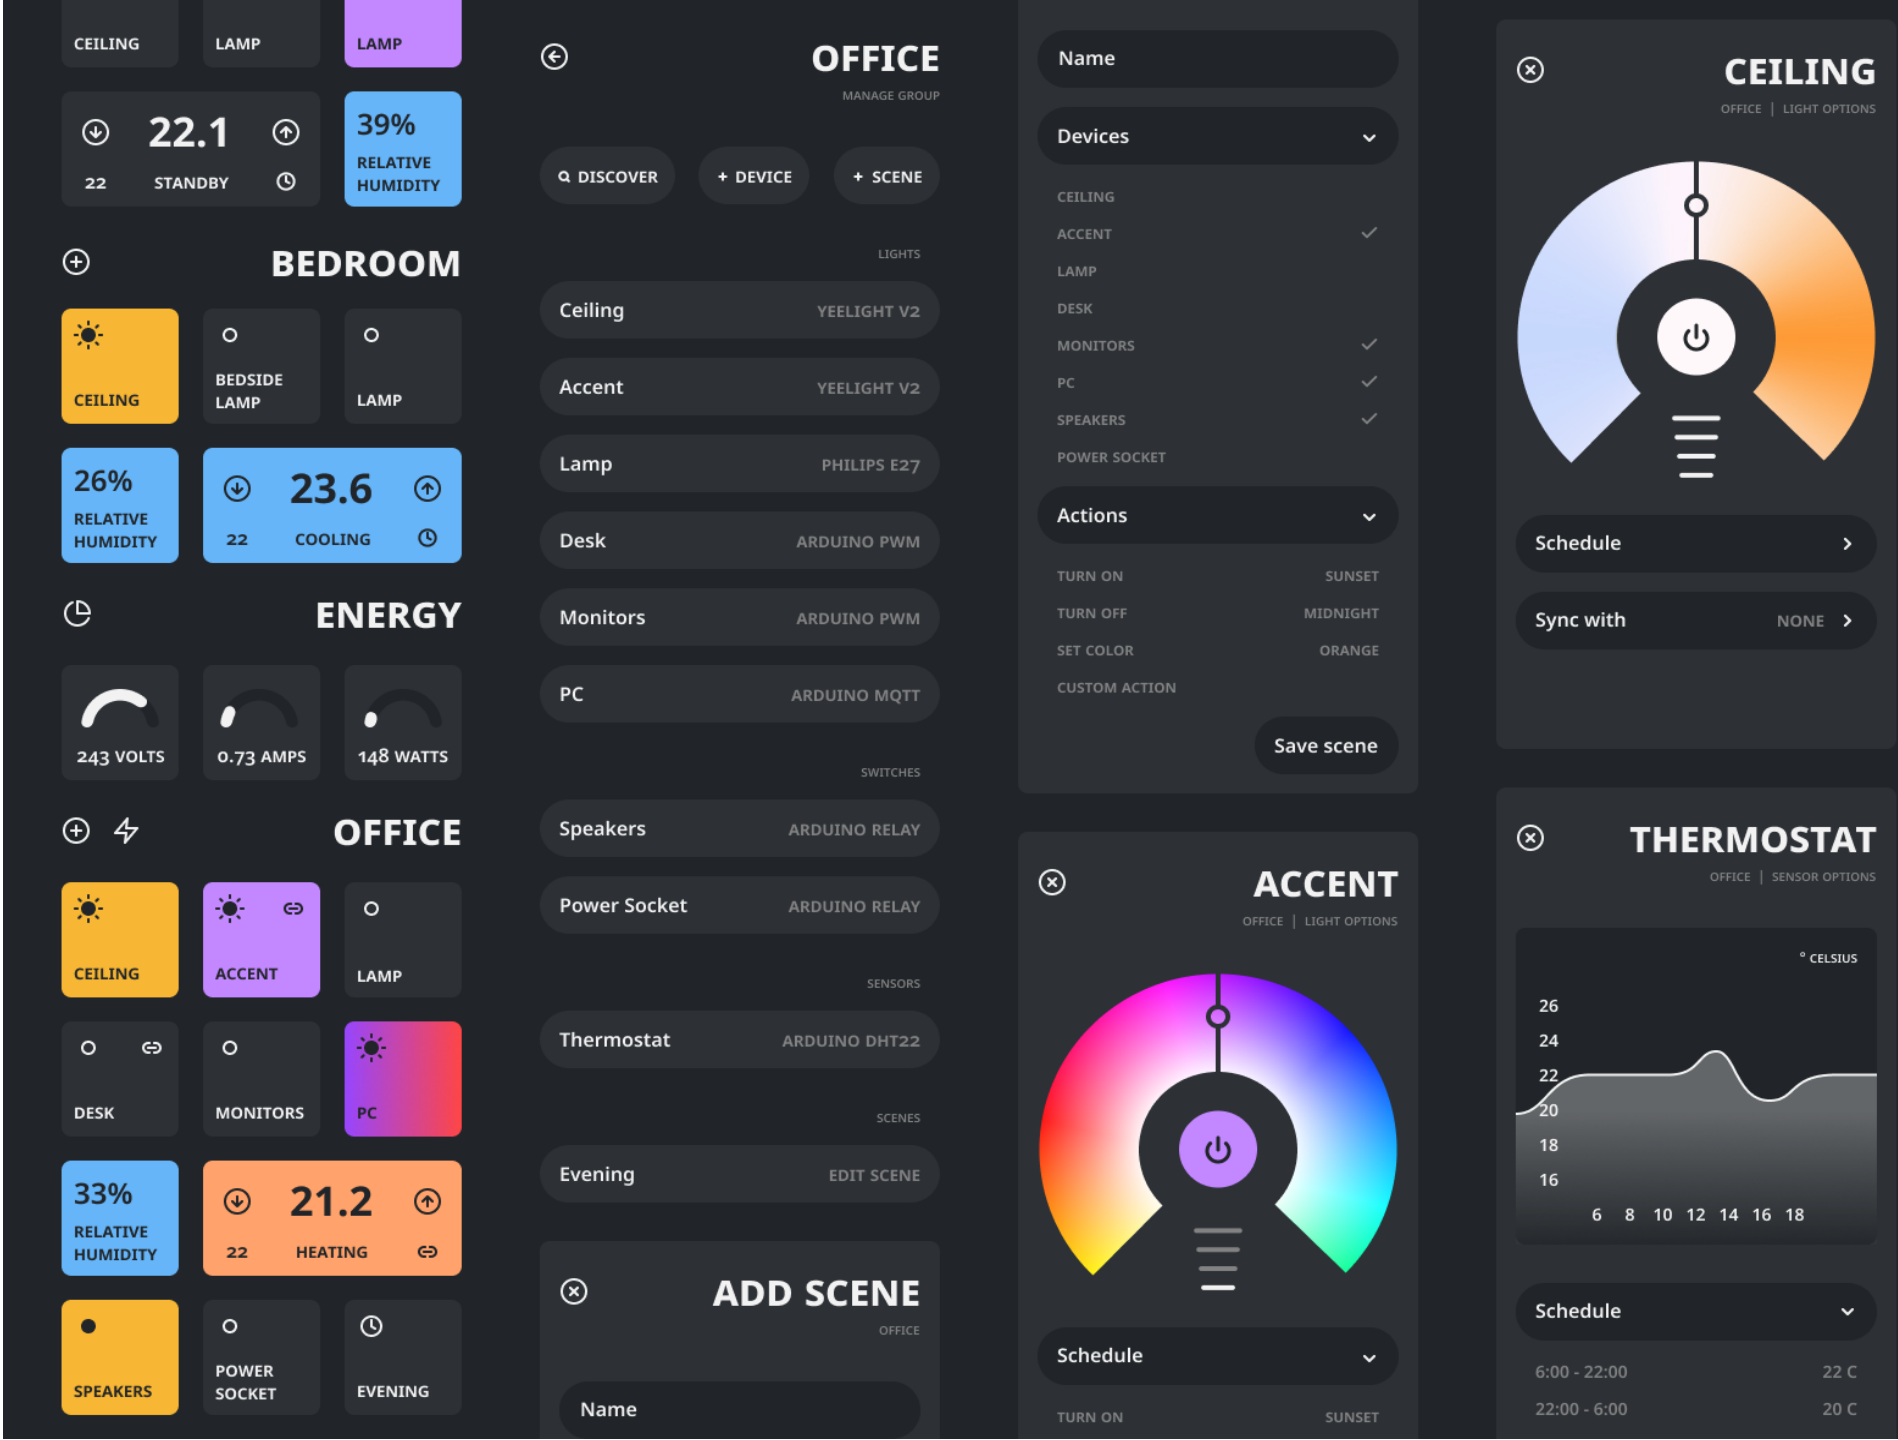 CEILING
LAMP
LAMP
22.1
22
STANDBY
39%
RELATIVE
HUMIDITY
BEDROOM
CEILING
BEDSIDE
LAMP
LAMP
26%
RELATIVE
HUMIDITY
23.6
22
COOLING
ENERGY
243 VOLTS
0.73 AMPS
148 WATTS
OFFICE
CEILING
ACCENT
LAMP
DESK
MONITORS
PC
33%
RELATIVE
HUMIDITY
21.2
22
HEATING
SPEAKERS
POWER
SOCKET
EVENING
OFFICE
MANAGE GROUP
DISCOVER
+ DEVICE
+ SCENE
LIGHTS
Ceiling YEELIGHT V2
Accent YEELIGHT V2
Lamp PHILIPS E27
Desk ARDUINO PWM
Monitors ARDUINO PWM
PC ARDUINO MQTT
SWITCHES
Speakers ARDUINO RELAY
Power Socket ARDUINO RELAY
SENSORS
Thermostat ARDUINO DHT22
SCENES
Evening EDIT SCENE
ADD SCENE
OFFICE
Name
Name
Devices
CEILING
ACCENT
LAMP
DESK
MONITORS
PC
SPEAKERS
POWER SOCKET
Actions
TURN ON SUNSET
TURN OFF MIDNIGHT
SET COLOR ORANGE
CUSTOM ACTION
Save scene
ACCENT
OFFICE | LIGHT OPTIONS
Schedule
TURN ON SUNSET
CEILING
OFFICE | LIGHT OPTIONS
Schedule
Sync with NONE
THERMOSTAT
OFFICE | SENSOR OPTIONS
° CELSIUS
26
24
22
20
18
16
6 8 10 12 14 16 18
Schedule
6:00 - 22:00 22 C
22:00 - 6:00 20 C